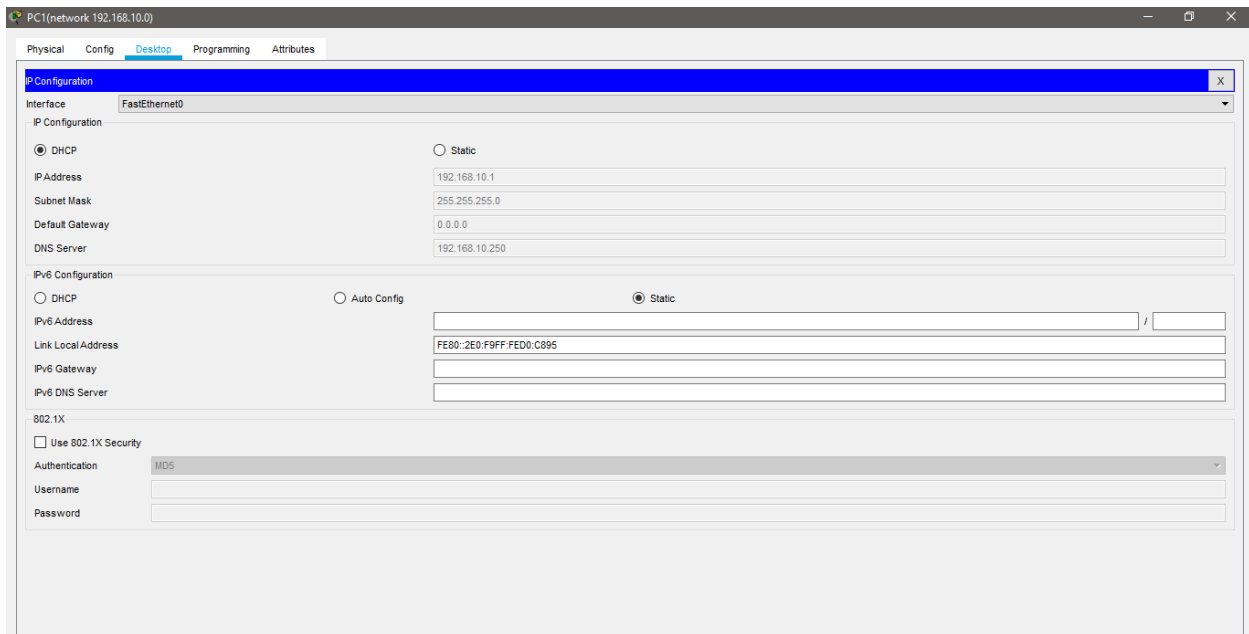 PC1(network 192.168.10.0)
Physical Config Desktop Programming Attributes
IP Configuration X
Interface FastEthernet0
IP Configuration
DHCP Static
IP Address 192.168.10.1
Subnet Mask 255.255.255.0
Default Gateway 0.0.0.0
DNS Server 192.168.10.250
IPv6 Configuration
DHCP Auto Config Static
IPv6 Address /
Link Local Address FE80::2E0:F9FF:FED0:C895
IPv6 Gateway
IPv6 DNS Server
802.1X
Use 802.1X Security
Authentication MD5
Username
Password